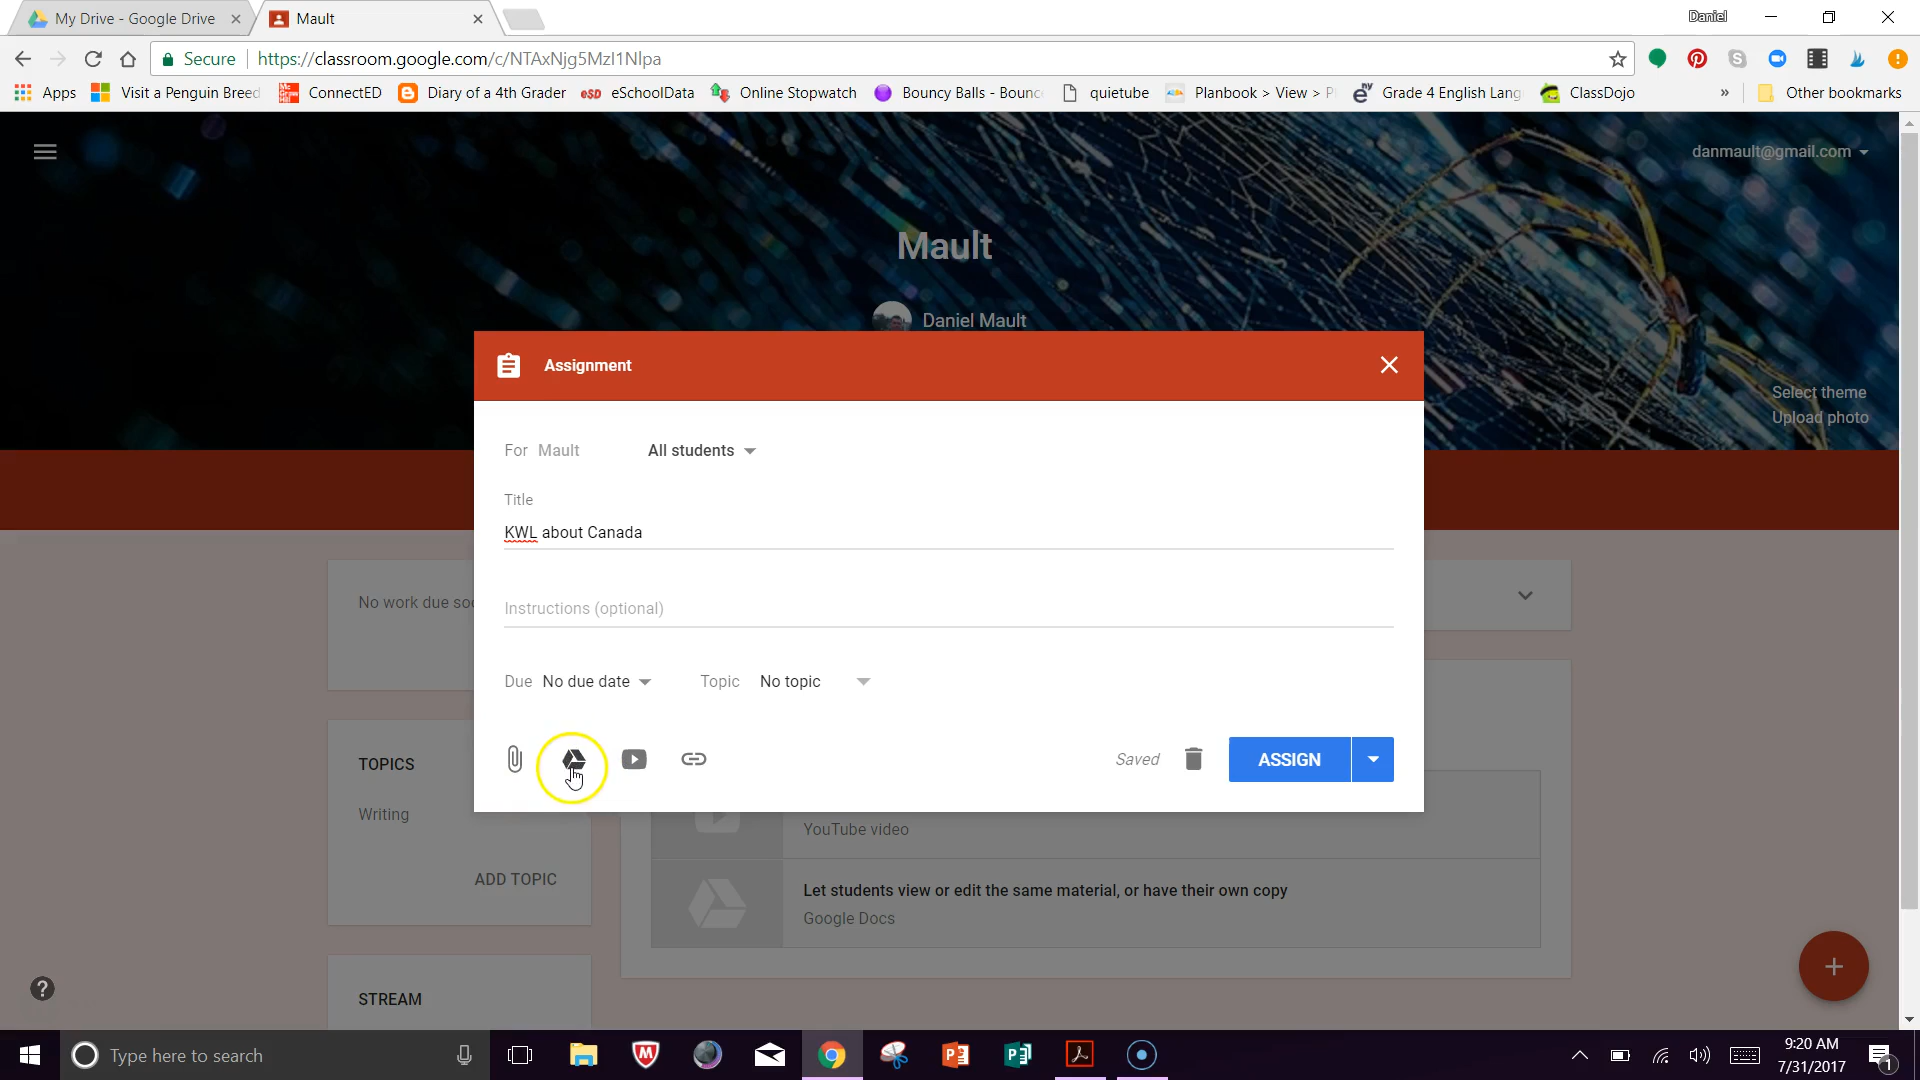 My Drive - Google Drive
Mault
Daniel
Secure https://classroom.google.com/c/NTAxNjg5MzI1Nlpa
Apps Visit a Penguin Breed ConnectED Diary of a 4th Grader eSchoolData Online Stopwatch Bouncy Balls - Bounc quietube Planbook > View > P Grade 4 English Lang ClassDojo » Other bookmarks
danmault@gmail.com
Mault
Daniel Mault
Select theme
Upload photo
Assignment
For Mault All students
Title
KWL about Canada
Instructions (optional)
No work due soo
Due No due date Topic No topic
Saved ASSIGN
TOPICS
Writing
ADD TOPIC
YouTube video
Let students view or edit the same material, or have their own copy
Google Docs
STREAM
Type here to search
9:20 AM
7/31/2017
1